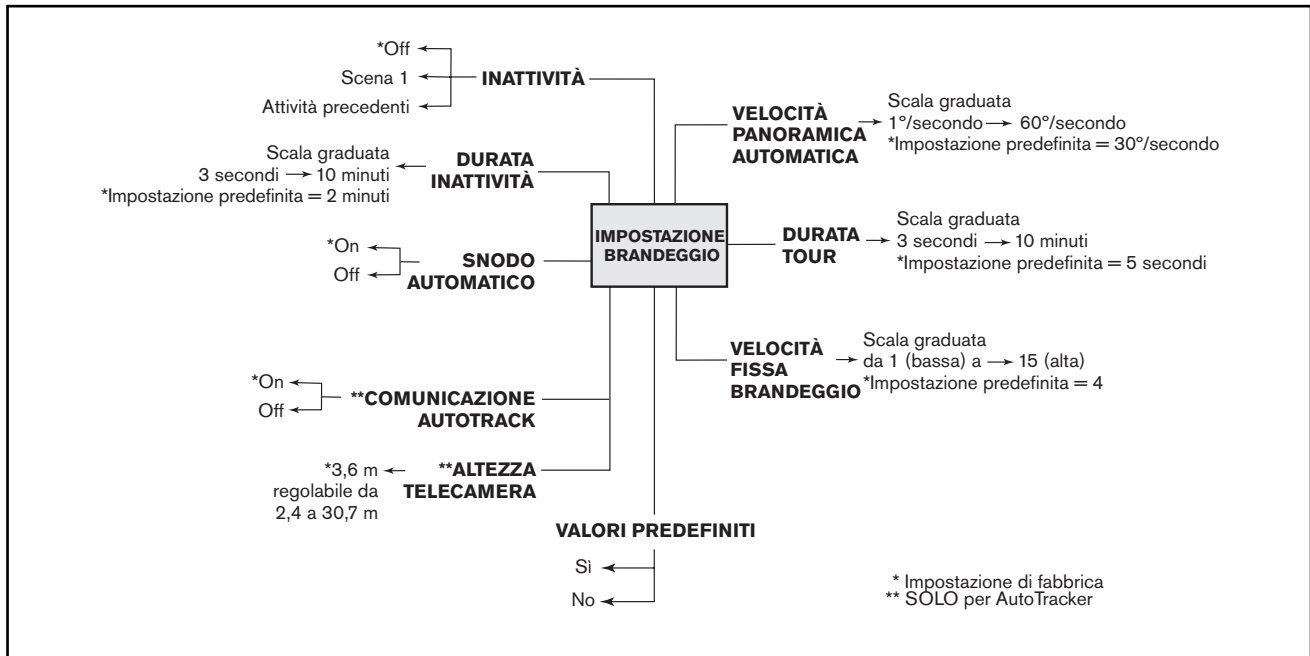 *Off
Scena 1
Attività precedenti
INATTIVITÀ
Scala graduata
3 secondi → 10 minuti
*Impostazione predefinita = 2 minuti
DURATA
INATTIVITÀ
*On
Off
SNODO
AUTOMATICO
*On
Off
**COMUNICAZIONE
AUTOTRACK
*3,6 m
regolabile da
2,4 a 30,7 m
**ALTEZZA
TELECAMERA
IMPOSTAZIONE
BRANDEGGIO
VELOCITÀ
PANORAMICA
AUTOMATICA
Scala graduata
1°/secondo → 60°/secondo
*Impostazione predefinita = 30°/secondo
DURATA
TOUR
Scala graduata
3 secondi → 10 minuti
*Impostazione predefinita = 5 secondi
VELOCITÀ
FISSA
BRANDEGGIO
Scala graduata
da 1 (bassa) a → 15 (alta)
*Impostazione predefinita = 4
VALORI PREDEFINITI
Sì
No
* Impostazione di fabbrica
** SOLO per AutoTracker